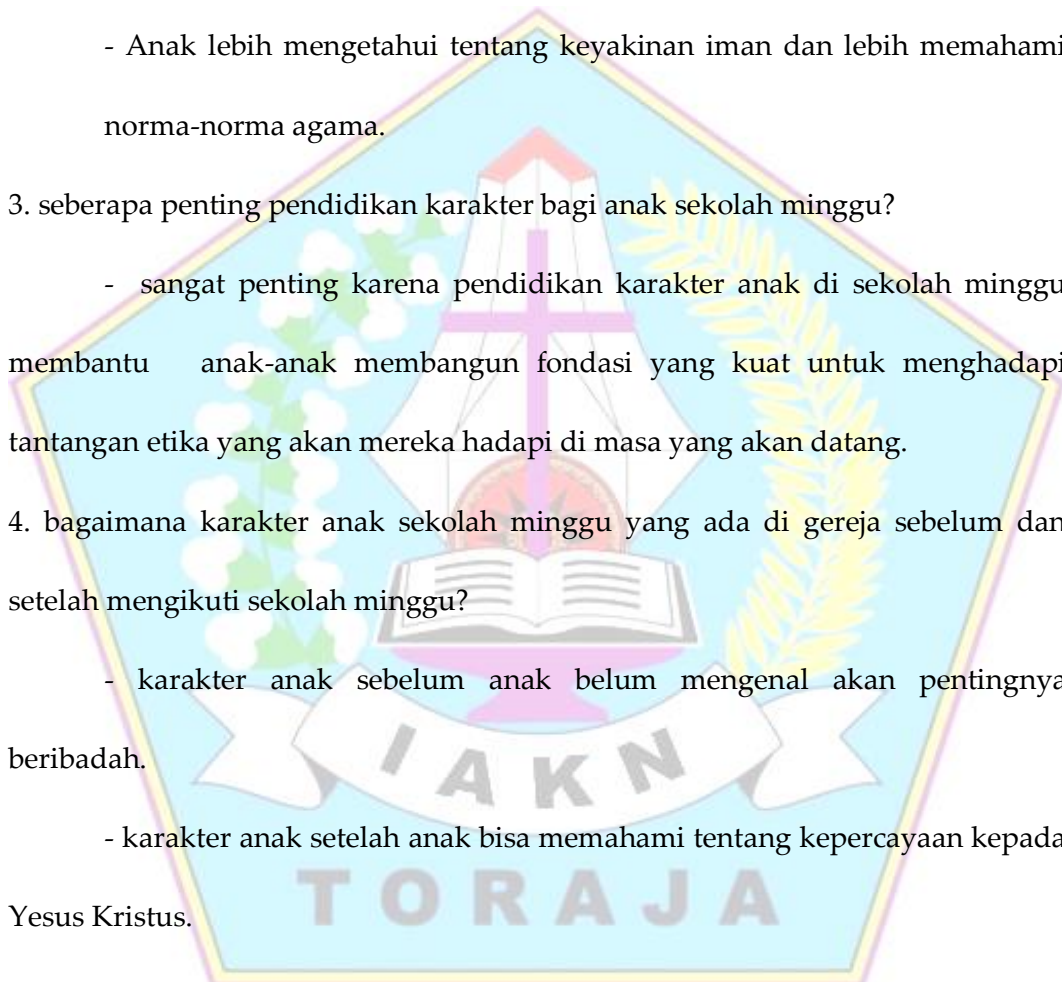 - Anak lebih mengetahui tentang keyakinan iman dan lebih memahami
norma-norma agama.
3. seberapa penting pendidikan karakter bagi anak sekolah minggu?
- sangat penting karena pendidikan karakter anak di sekolah minggu
membantu anak-anak membangun fondasi yang kuat untuk menghadapi
tantangan etika yang akan mereka hadapi di masa yang akan datang.
4. bagaimana karakter anak sekolah minggu yang ada di gereja sebelum dan
setelah mengikuti sekolah minggu?
- karakter anak sebelum anak belum mengenal akan pentingnya
beribadah.
IAKN
- karakter anak setelah anak bisa memahami tentang kepercayaan kepada
Yesus Kristus.
TORAJA